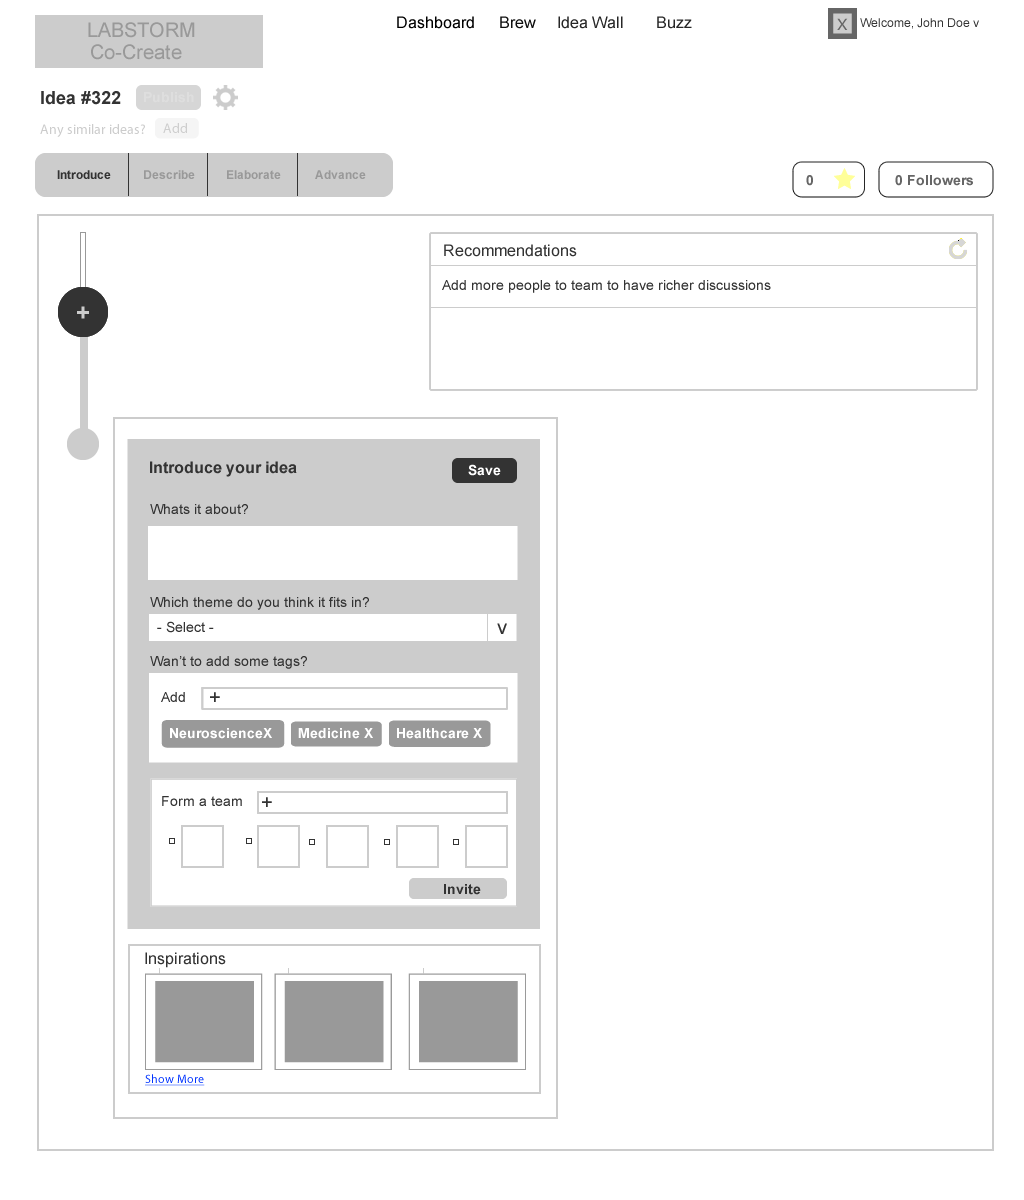 LABSTORM
Co-Create
Dashboard Brew Idea Wall Buzz
X Welcome, John Doe v
Idea #322 Publish
Any similar ideas? Add
Introduce Describe Elaborate Advance
0 0 Followers
Recommendations
Add more people to team to have richer discussions
+
Introduce your idea Save
Whats it about?
Which theme do you think it fits in?
- Select - V
Wan't to add some tags?
Add +
NeuroscienceX Medicine X Healthcare X
Form a team +
Invite
Inspirations
Show More